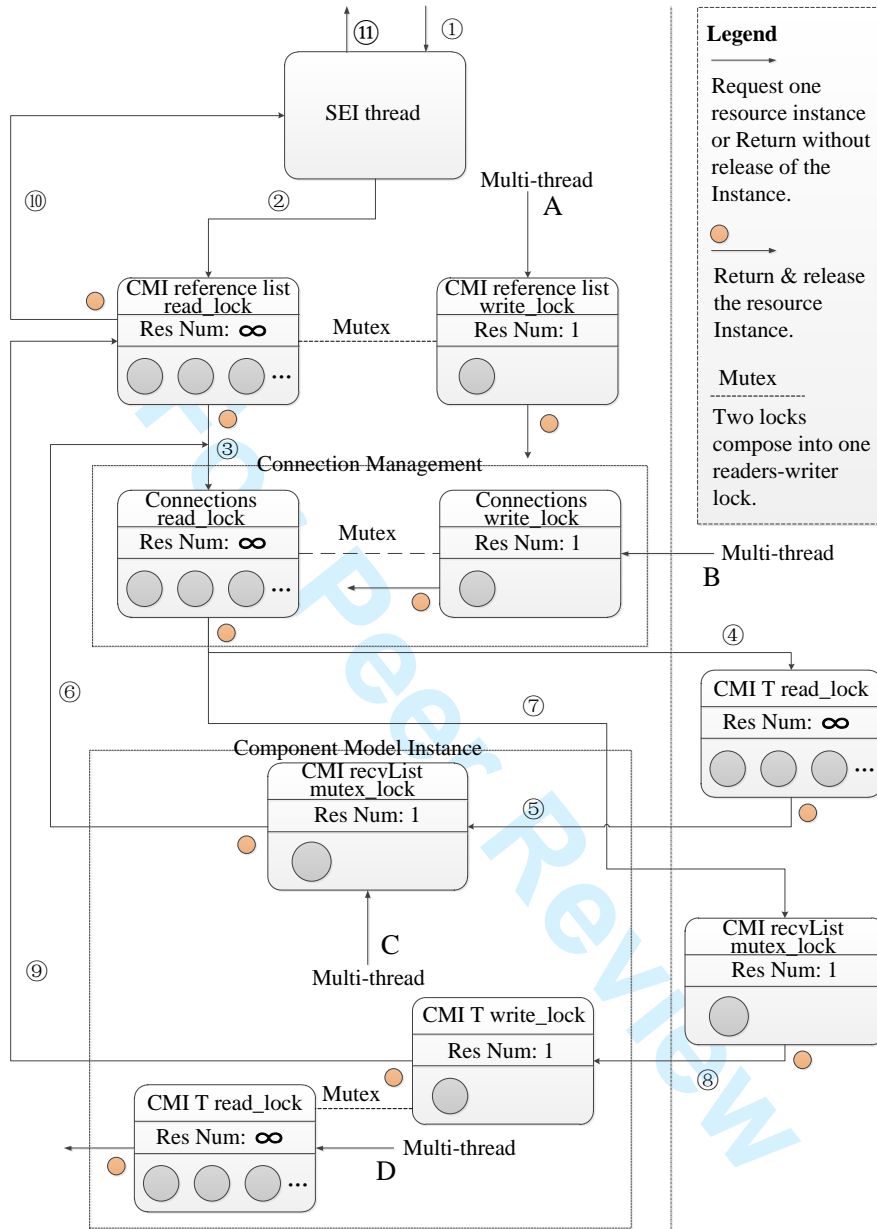 ⑪
①
SEI thread
⑩
②
Multi-thread
A
CMI reference list
read_lock
Res Num: ∞
...
Mutex
CMI reference list
write_lock
Res Num: 1
③
Connection Management
Connections
read_lock
Res Num: ∞
...
Mutex
Connections
write_lock
Res Num: 1
Multi-thread
B
④
⑥
⑦
CMI T read_lock
Res Num: ∞
...
Component Model Instance
CMI recvList
mutex_lock
Res Num: 1
⑤
C
Multi-thread
CMI recvList
mutex_lock
Res Num: 1
⑨
CMI T write_lock
Res Num: 1
⑧
CMI T read_lock
Res Num: ∞
...
Mutex
Multi-thread
D
Legend
Request one
resource instance
or Return without
release of the
Instance.
Return & release
the resource
Instance.
Mutex
Two locks
compose into one
readers-writer
lock.
For Peer Review